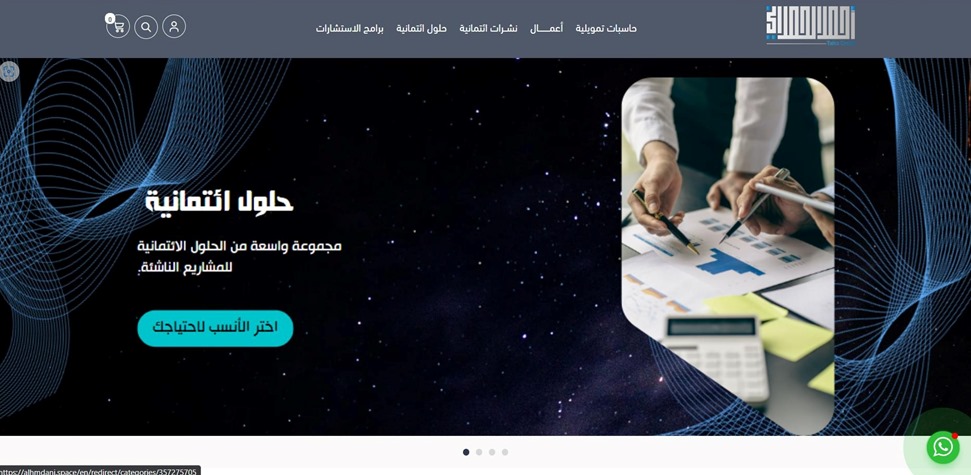 حاسبات تمويلية
أعمـــــال
نشرات ائتمانية
حلول ائتمانية
برامج الاستشارات
0
حلول ائتمانية
مجموعة واسعة من الحلول الائتمانية
للمشاريع الناشئة.
اختر الأنسب لاحتياجك
https://alhmdani.space/en/redirect/categories/357275705